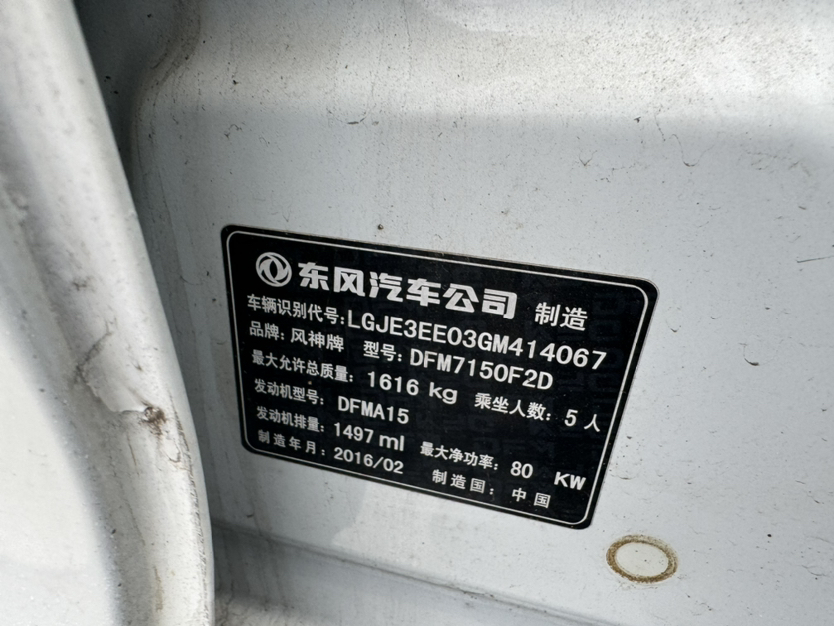 东风汽车公司 制造
车辆识别代号:LGJE3EE03GM414067
品牌:风神牌 型号:DFM7150F2D
最大允许总质量:1616 kg 乘坐人数:5人
发动机型号:DFMA15
发动机排量:1497 ml 最大净功率:80 KW
制造年月:2016/02 制造国:中国